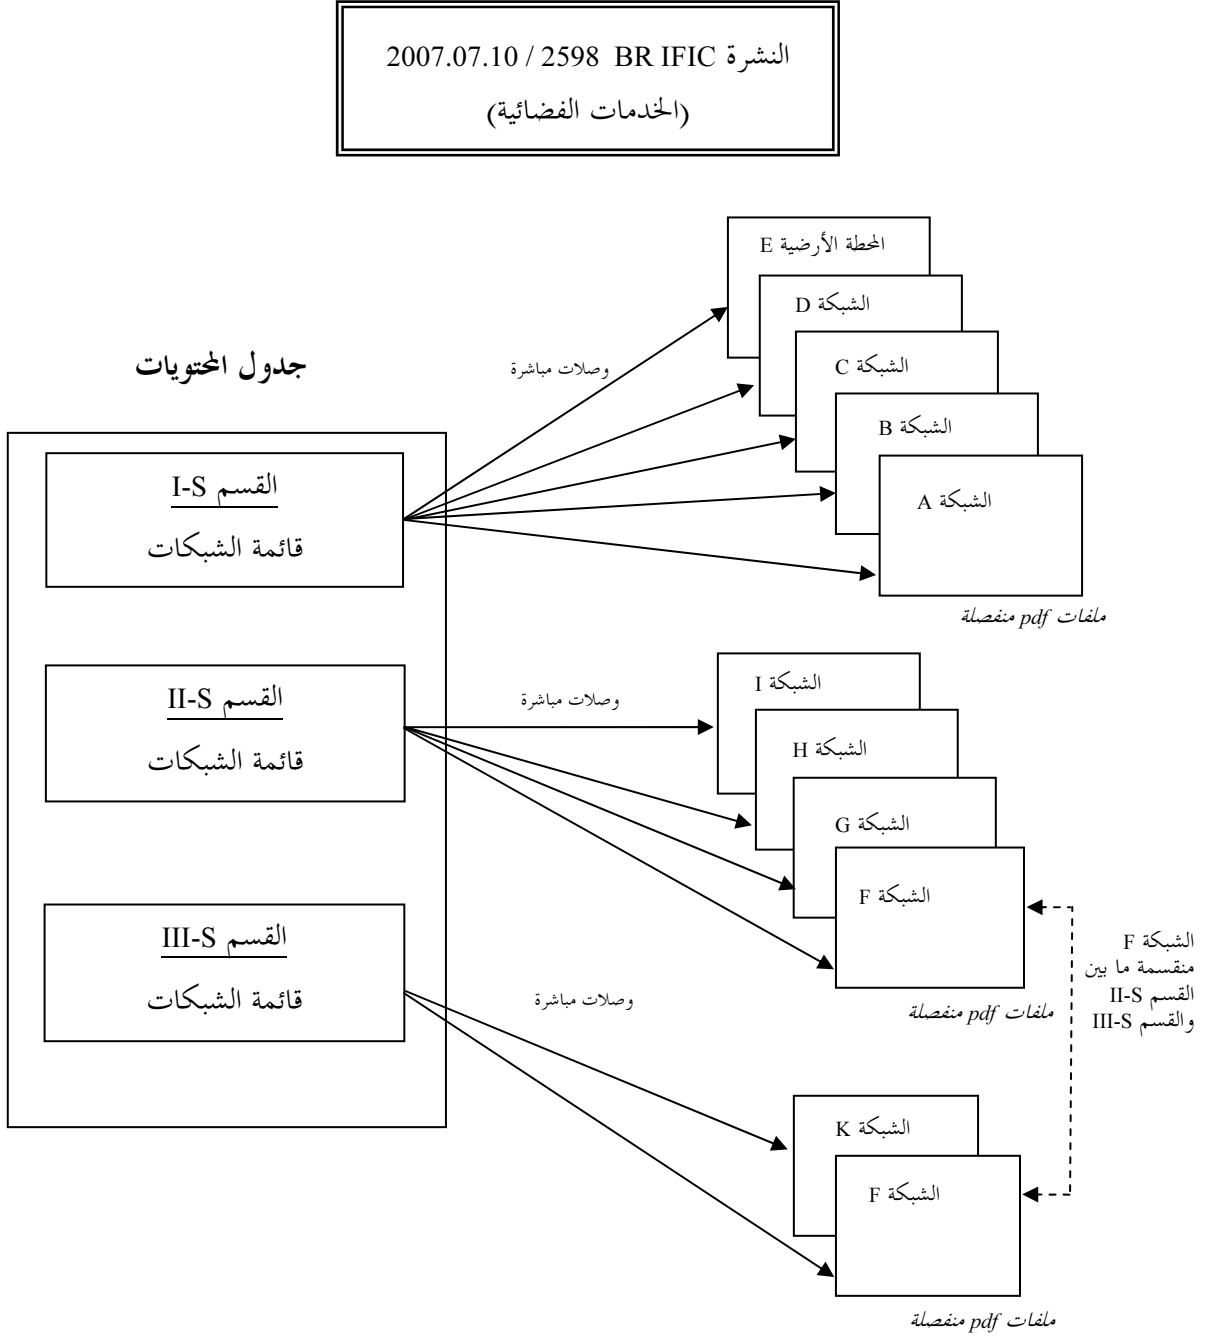 النشرة BR IFIC 2598 / 2007.07.10
(الخدمات الفضائية)
المحطة الأرضية E
الشبكة D
الشبكة C
الشبكة B
الشبكة A
ملفات pdf منفصلة
وصلات مباشرة
جدول المحتويات
القسم I-S
قائمة الشبكات
القسم II-S
قائمة الشبكات
وصلات مباشرة
الشبكة I
الشبكة H
الشبكة G
الشبكة F
ملفات pdf منفصلة
الشبكة F
منقسمة ما بين
القسم II-S
والقسم III-S
القسم III-S
قائمة الشبكات
وصلات مباشرة
الشبكة K
الشبكة F
ملفات pdf منفصلة